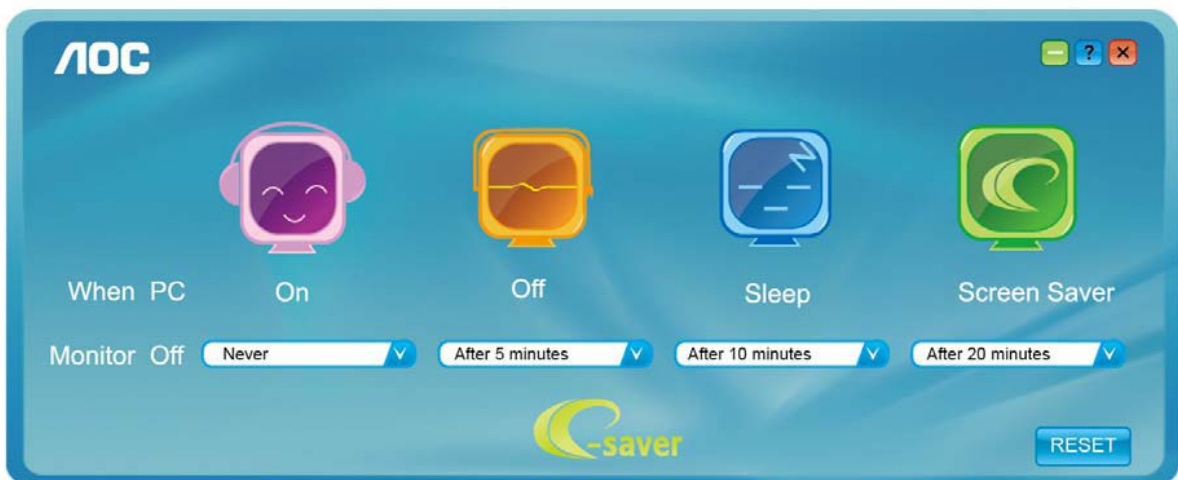 AOC
?
When PC On Off Sleep Screen Saver
Monitor Off Never After 5 minutes After 10 minutes After 20 minutes
e-saver
RESET